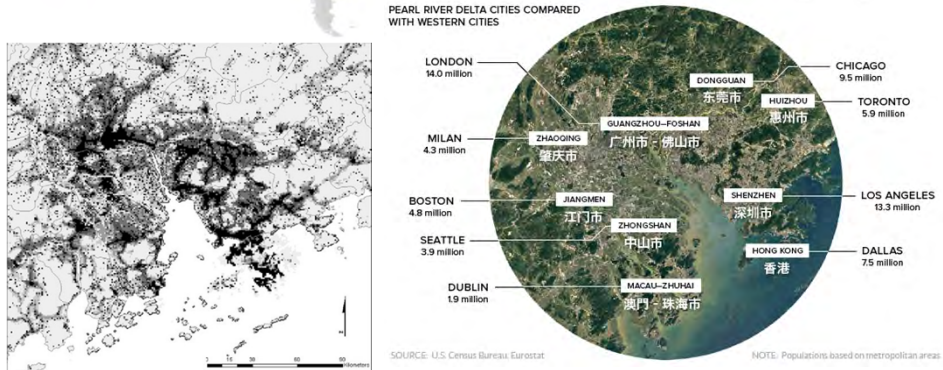 PEARL RIVER DELTA CITIES COMPARED
WITH WESTERN CITIES
LONDON
14.0 million
MILAN
4.3 million
BOSTON
4.8 million
SEATTLE
3.9 million
DUBLIN
1.9 million
DONGGUAN
东莞市
HUIZHOU
惠州市
GUANGZHOU–FOSHAN
广州市 - 佛山市
ZHAOQING
肇庆市
JIANGMEN
江门市
SHENZHEN
深圳市
ZHONGSHAN
中山市
HONG KONG
香港
MACAU–ZHUHAI
澳門 - 珠海市
CHICAGO
9.5 million
TORONTO
5.9 million
LOS ANGELES
13.3 million
DALLAS
7.5 million
Kilometers
SOURCE: U.S. Census Bureau, Eurostat
NOTE: Populations based on metropolitan areas